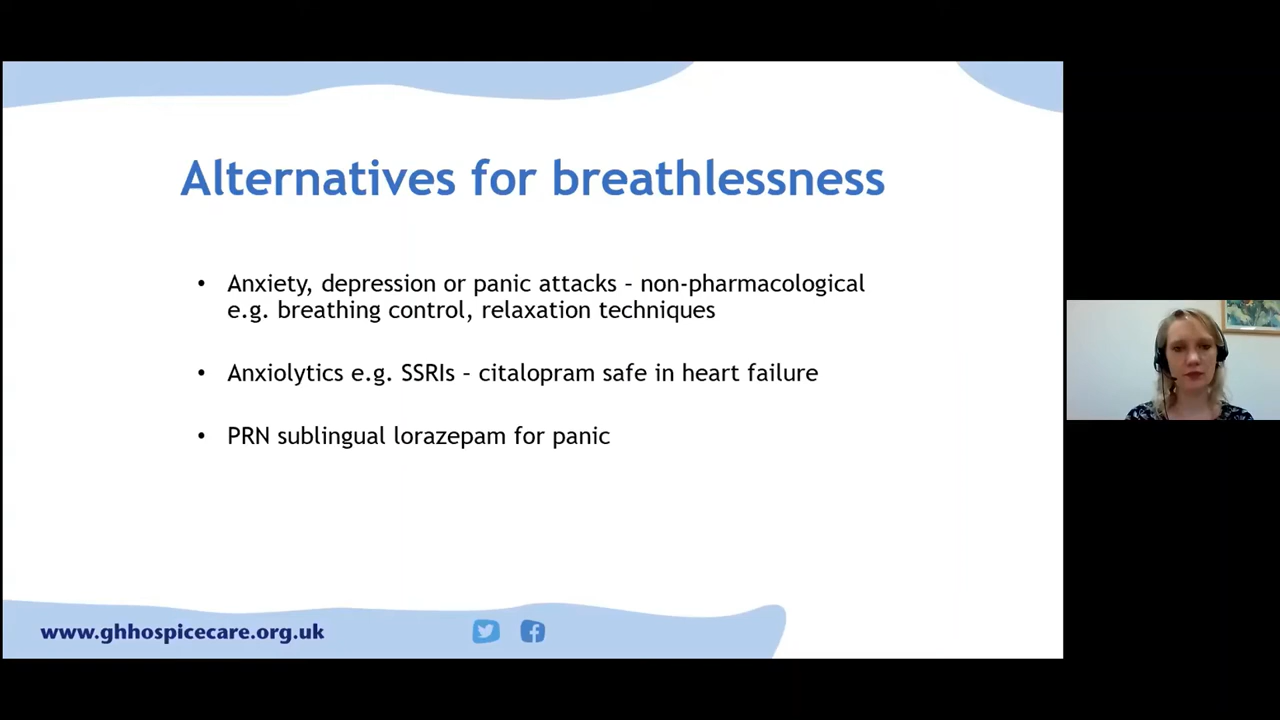 Alternatives for breathlessness
• Anxiety, depression or panic attacks – non-pharmacological
e.g. breathing control, relaxation techniques
• Anxiolytics e.g. SSRIs – citalopram safe in heart failure
• PRN sublingual lorazepam for panic
www.ghhospicecare.org.uk